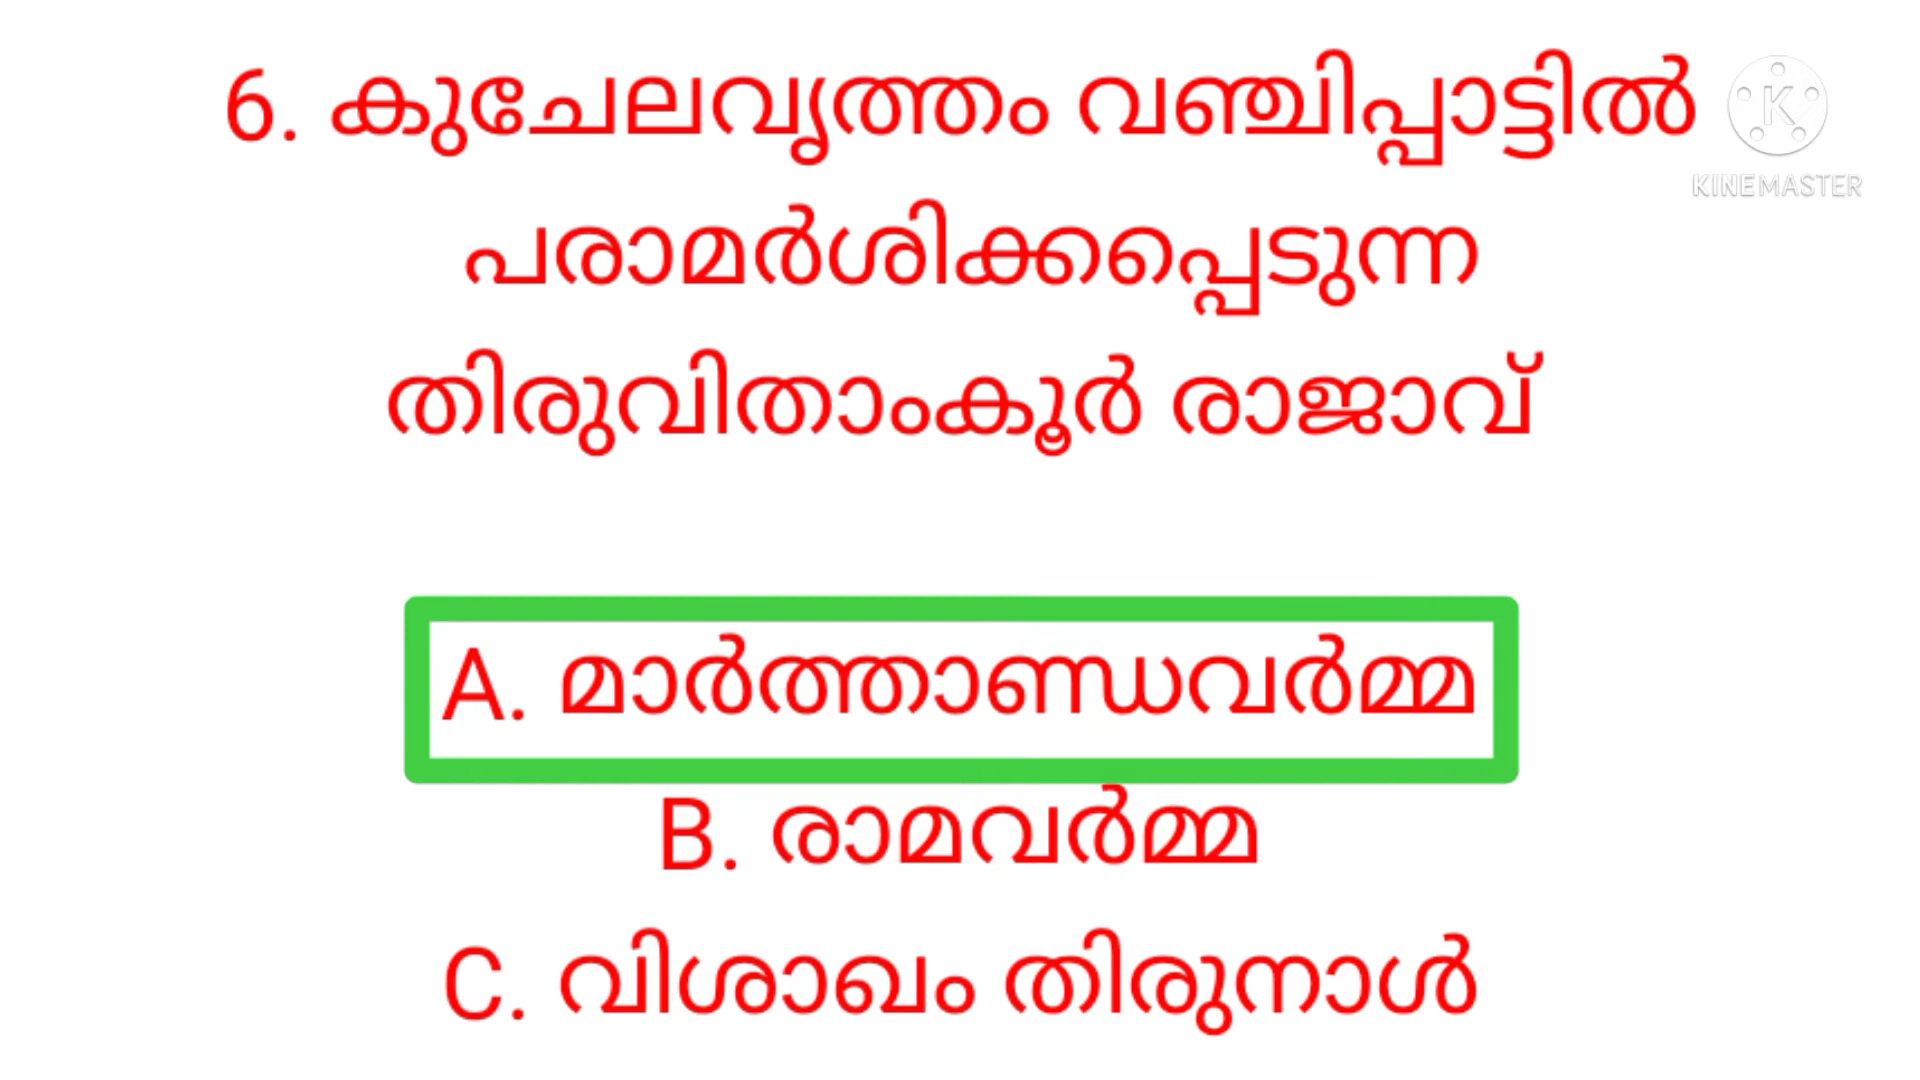 6. കുചേലവൃത്തം വഞ്ചിപ്പാട്ടിൽ
K
KINEMASTER
പരാമർശിക്കപ്പെടുന്ന
തിരുവിതാംകൂർ രാജാവ്
A. മാർത്താണ്ഡവർമ്മ
B. രാമവർമ്മ
C. വിശാഖം തിരുനാൾ